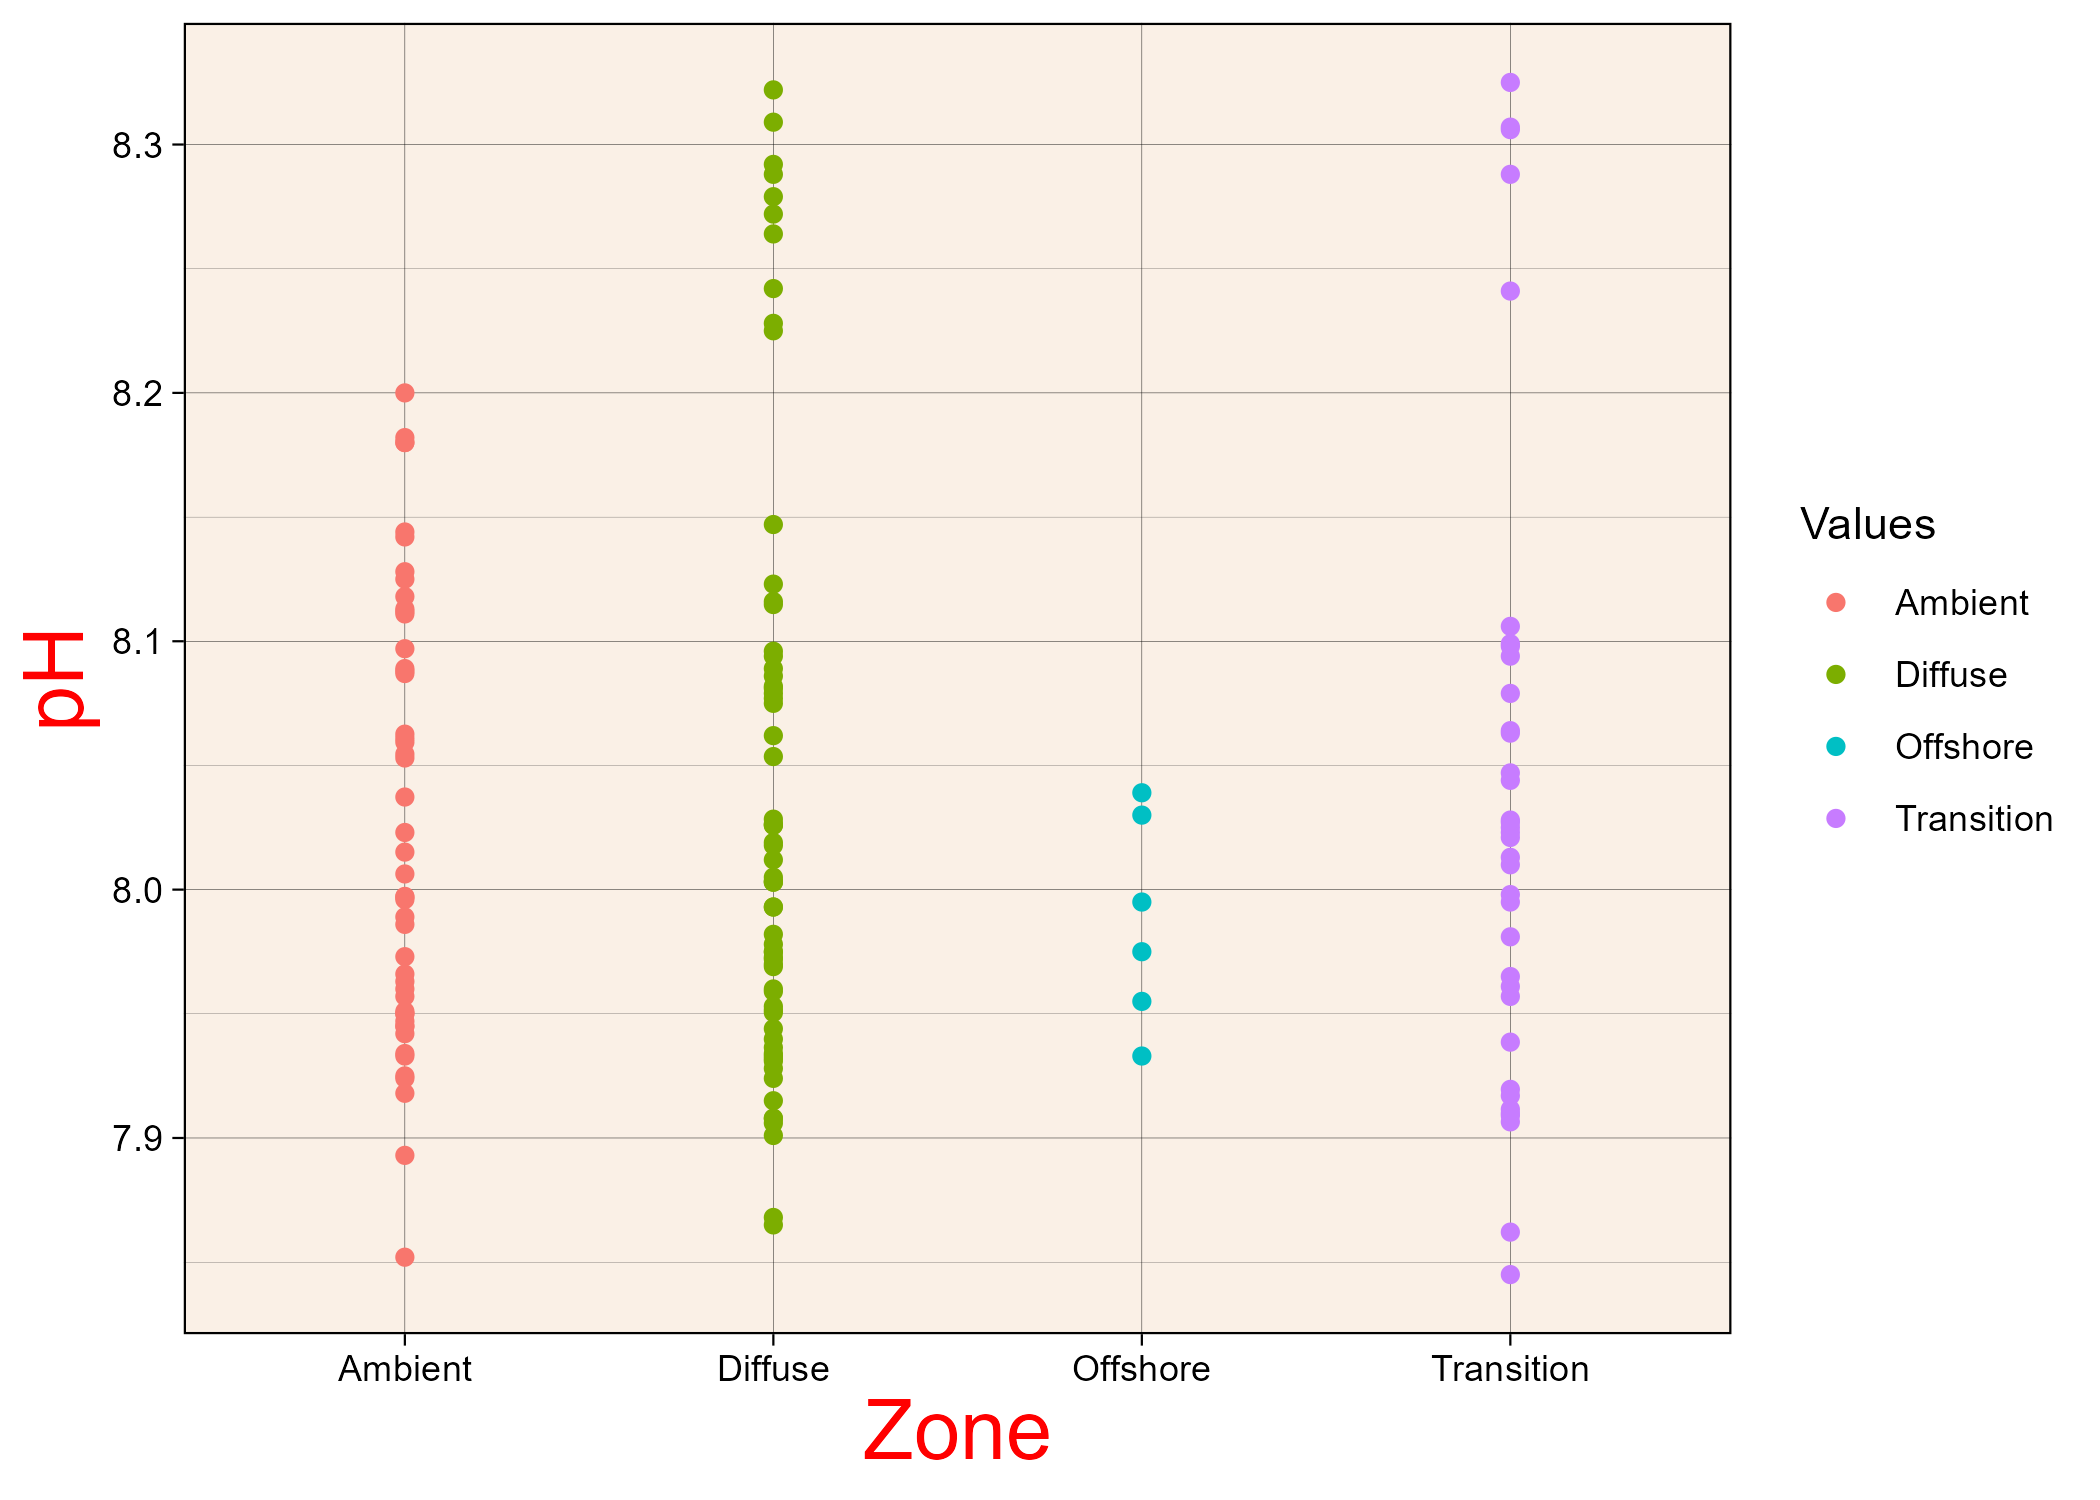 pH
8.3
8.2
8.1
8.0
7.9
Ambient Diffuse Offshore Transition
Zone
Values
Ambient
Diffuse
Offshore
Transition